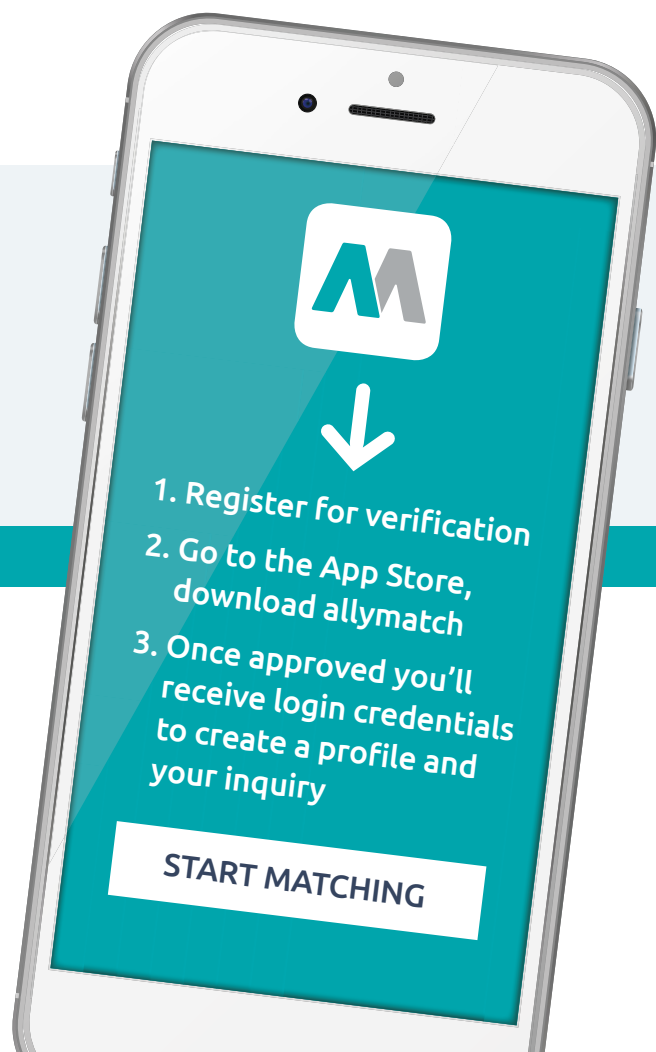 1. Register for verification
2. Go to the App Store,
download allymatch
3. Once approved you’ll
receive login credentials
to create a profile and
your inquiry
START MATCHING